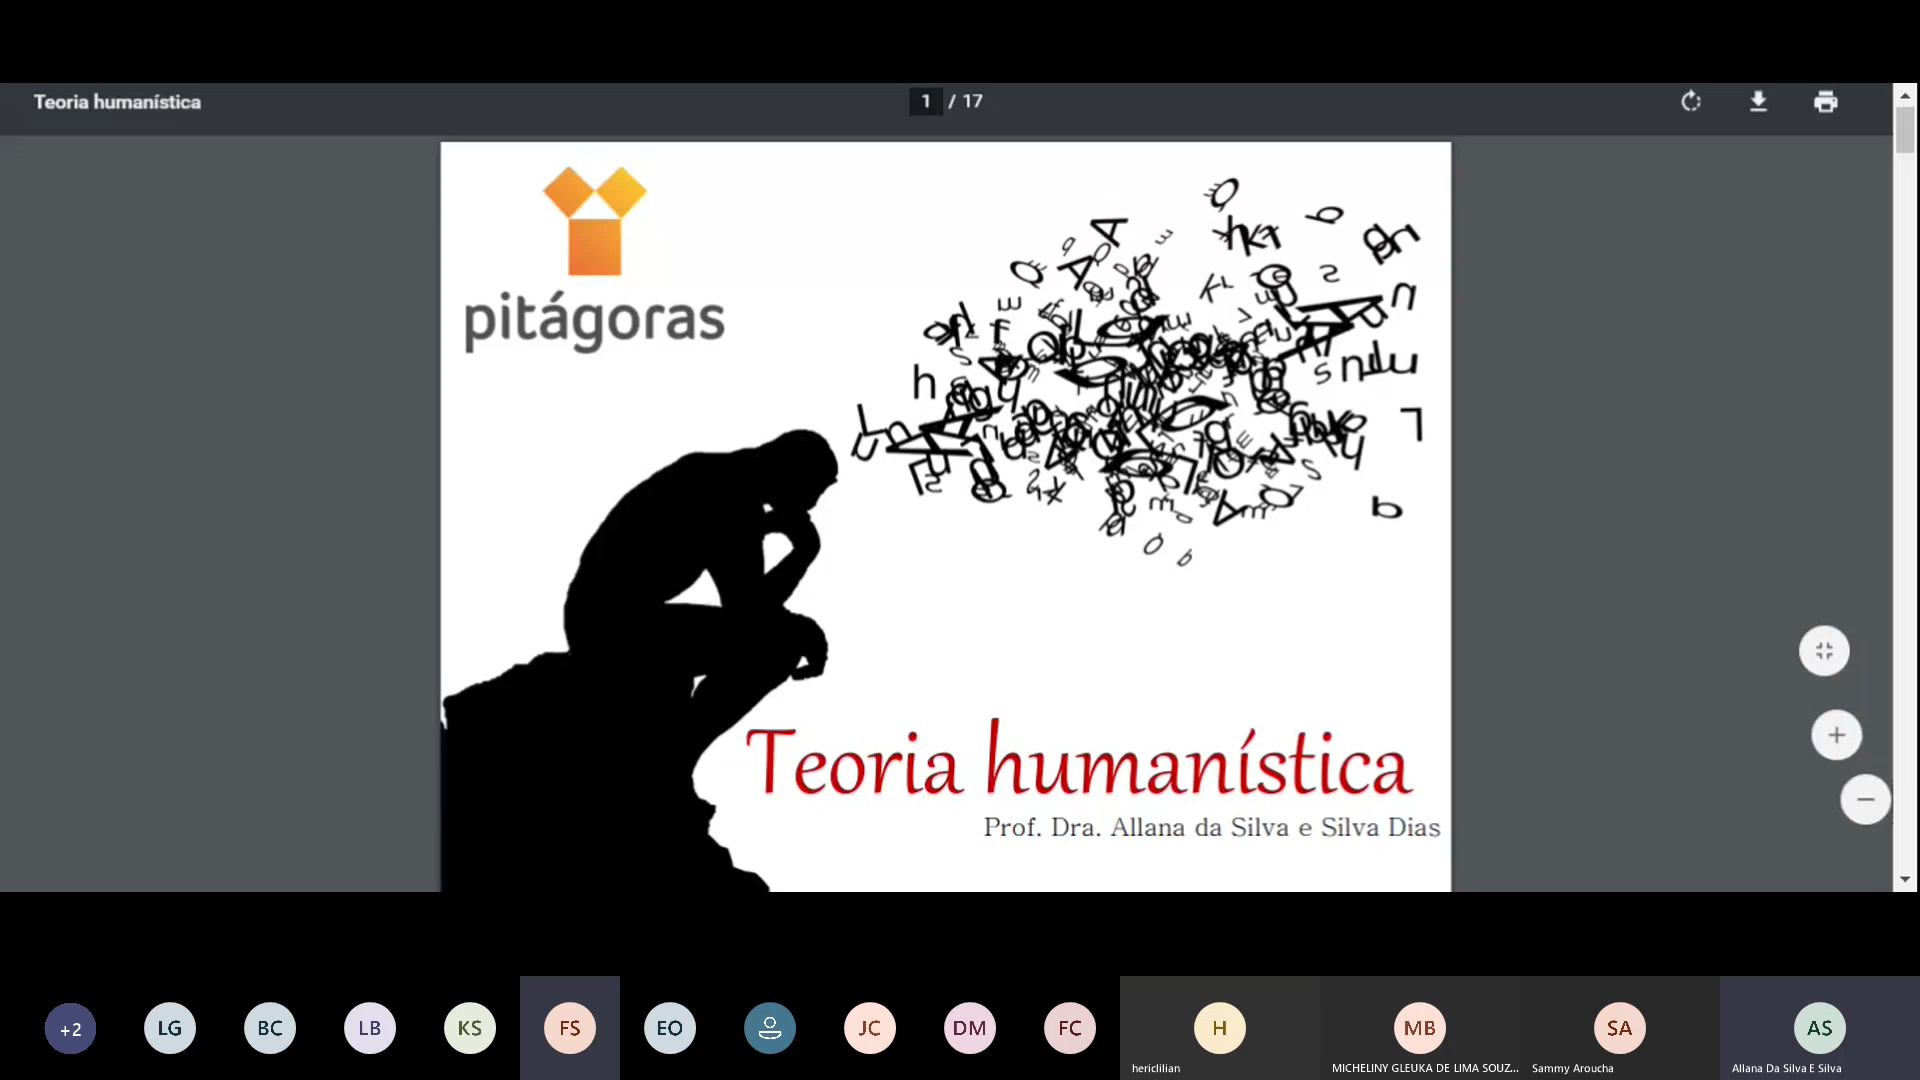 Teoria humanística
1 / 17
pitágoras
Teoria humanística
Prof. Dra. Allana da Silva e Silva Dias
+2
LG
BC
LB
KS
FS
EO
JC
DM
FC
H
MB
SA
AS
hericlilian
MICHELINY GLEUKA DE LIMA SOUZ...
Sammy Aroucha
Allana Da Silva E Silva